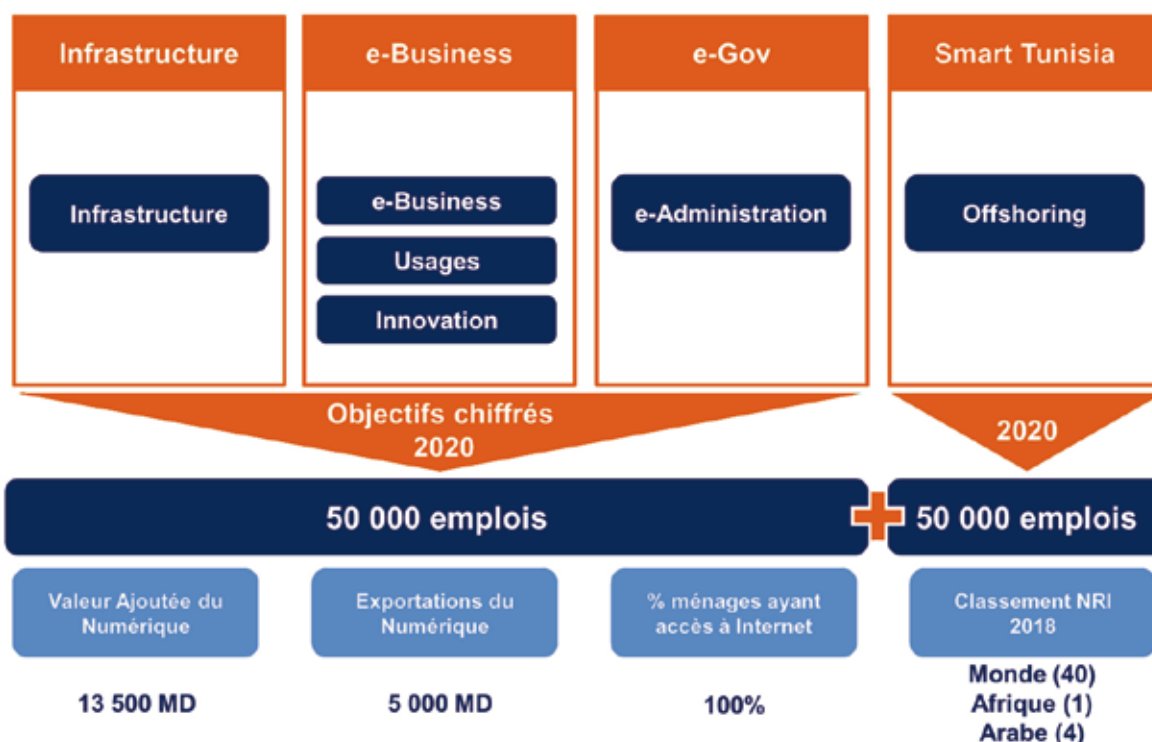 Infrastructure
e-Business
e-Gov
Smart Tunisia
Infrastructure
e-Business
Usages
Innovation
e-Administration
Offshoring
Objectifs chiffrés
2020
2020
50 000 emplois
50 000 emplois
Valeur Ajoutée du
Numérique
Exportations du
Numérique
% ménages ayant
accès à Internet
Classement NRI
2018
13 500 MD
5 000 MD
100%
Monde (40)
Afrique (1)
Arabe (4)